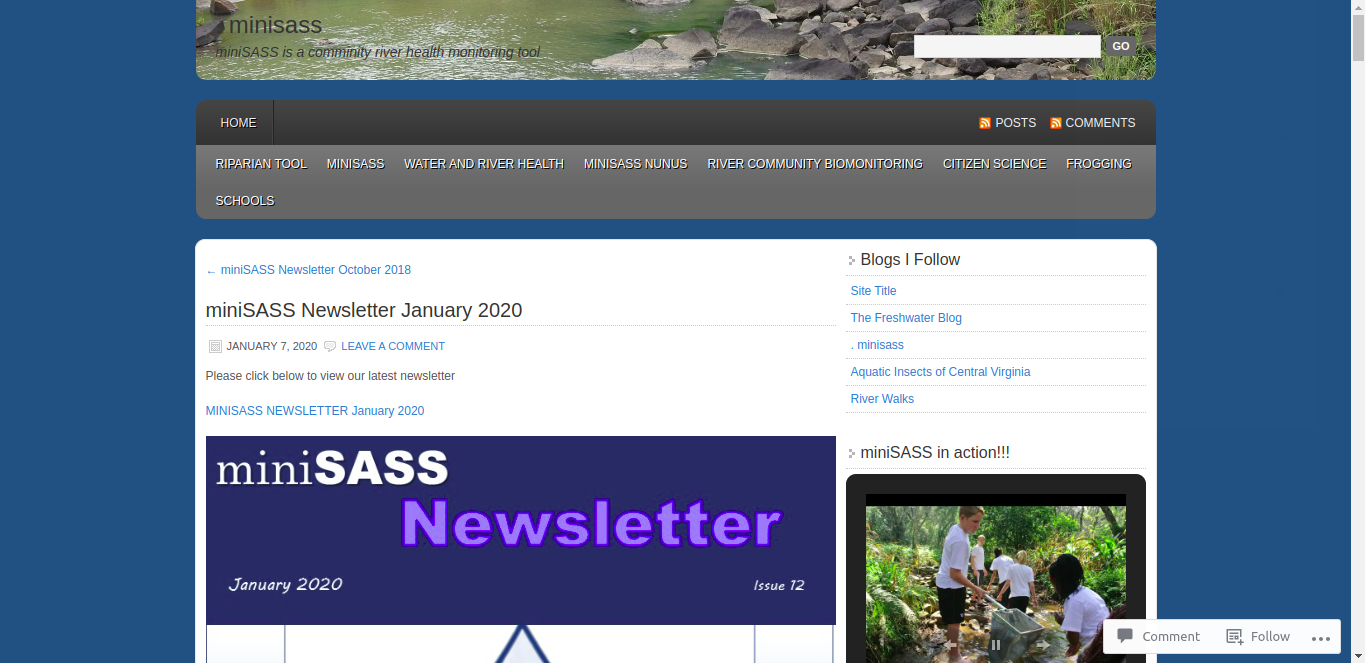 minisass
miniSASS is a comminity river health monitoring tool
GO
HOME
POSTS
COMMENTS
RIPARIAN TOOL
MINISASS
WATER AND RIVER HEALTH
MINISASS NUNUS
RIVER COMMUNITY BIOMONITORING
CITIZEN SCIENCE
FROGGING
SCHOOLS
← miniSASS Newsletter October 2018
miniSASS Newsletter January 2020
JANUARY 7, 2020
LEAVE A COMMENT
Please click below to view our latest newsletter
MINISASS NEWSLETTER January 2020
miniSASS
Newsletter
January 2020
Issue 12
Blogs I Follow
Site Title
The Freshwater Blog
. minisass
Aquatic Insects of Central Virginia
River Walks
miniSASS in action!!!
Comment
Follow